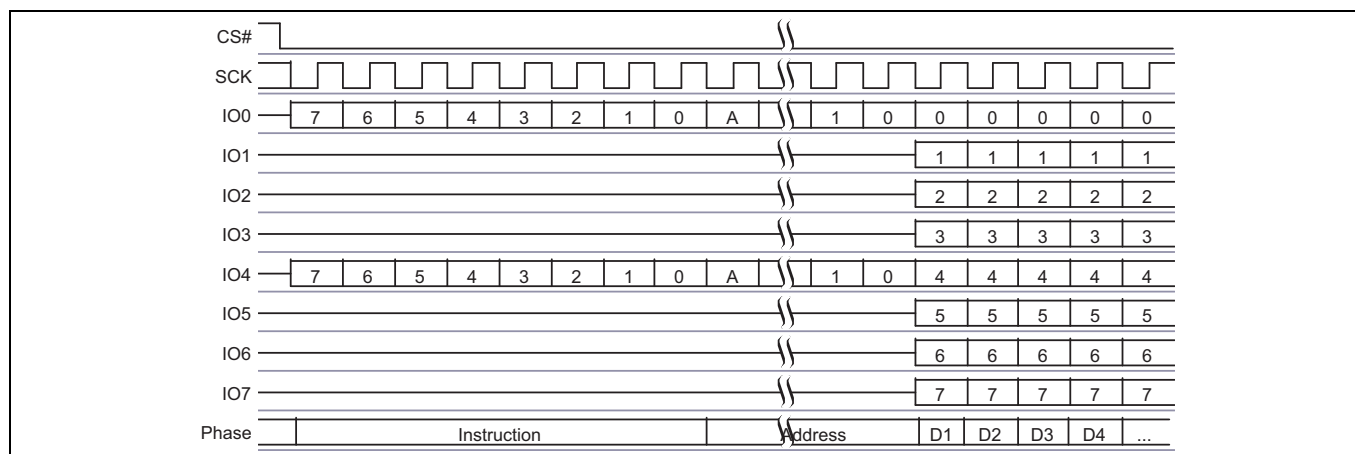 CS#
SCK
IO0 7 6 5 4 3 2 1 0 A 1 0 0 0 0 0 0
IO1 1 1 1 1 1
IO2 2 2 2 2 2
IO3 3 3 3 3 3
IO4 7 6 5 4 3 2 1 0 A 1 0 4 4 4 4 4
IO5 5 5 5 5 5
IO6 6 6 6 6 6
IO7 7 7 7 7 7
Phase Instruction Address D1 D2 D3 D4 ...